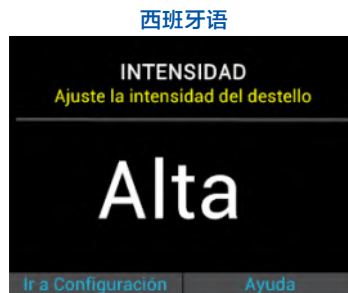 西班牙语
INTENSIDAD
Ajuste la intensidad del destello
Alta
Ir a Configuración
Ayuda